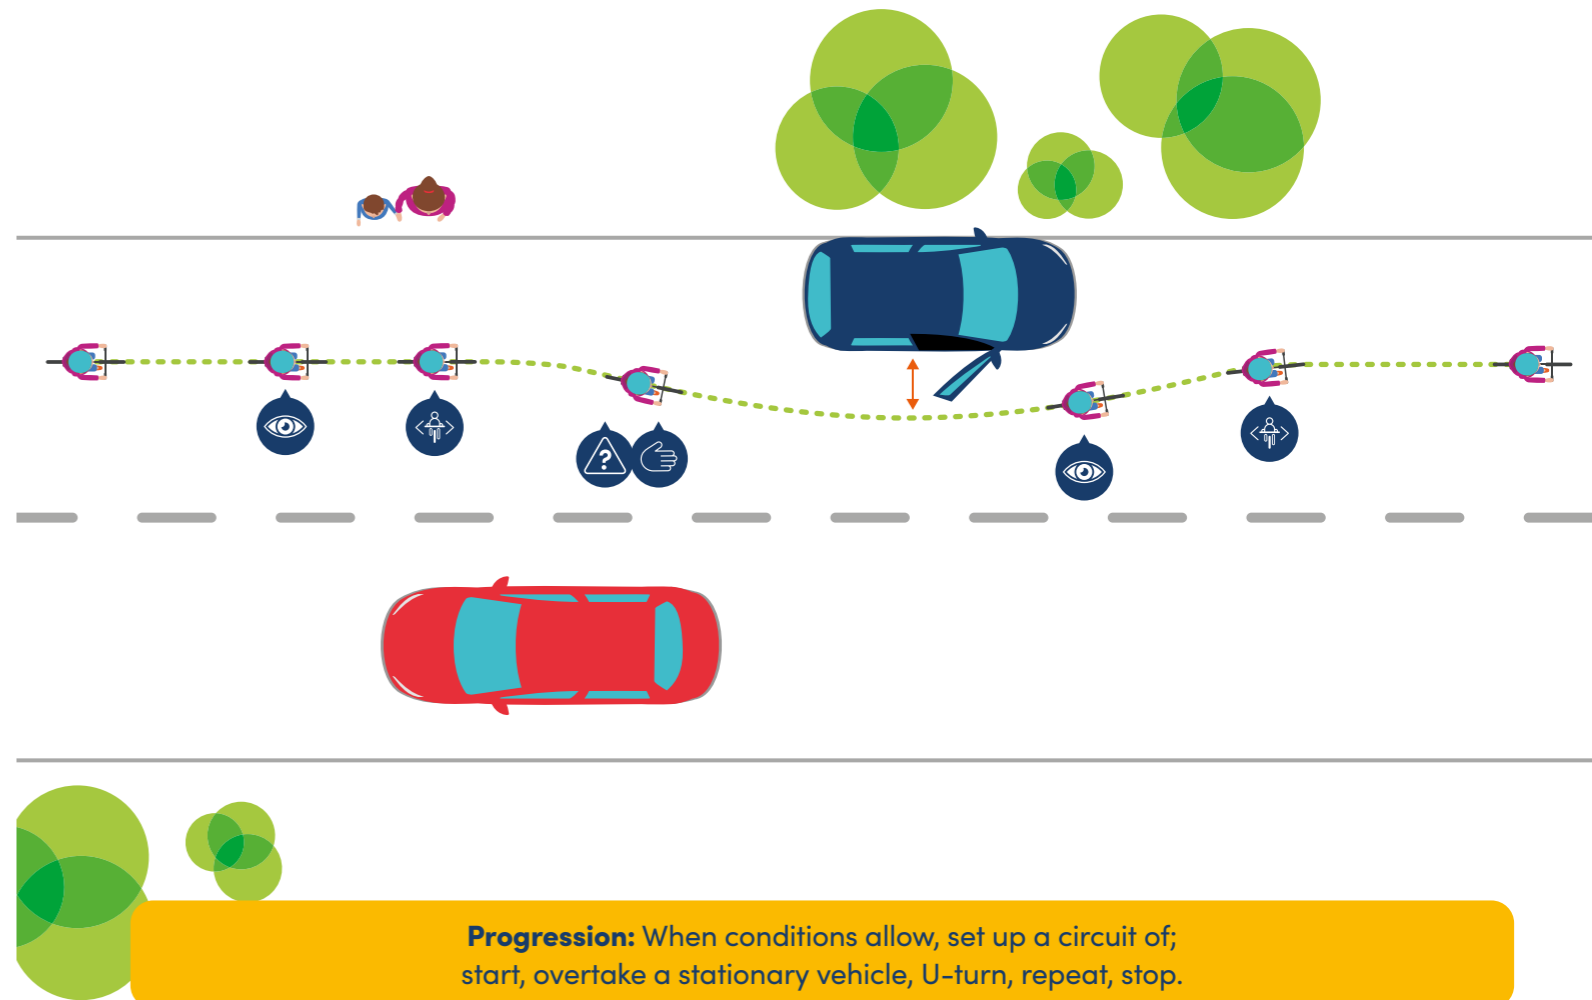 ?
Progression: When conditions allow, set up a circuit of;
start, overtake a stationary vehicle, U-turn, repeat, stop.